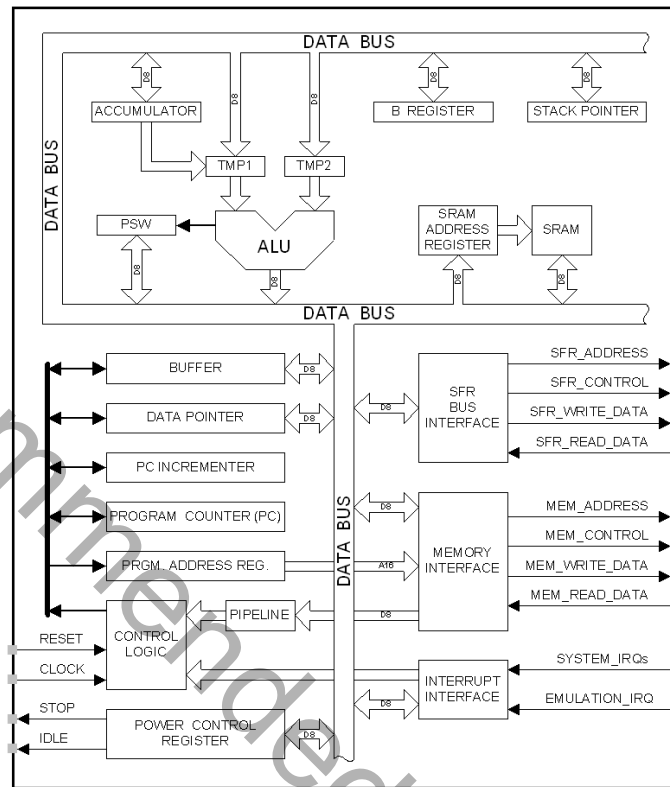 DATA BUS
D8
D8
D8
D8
D8
ACCUMULATOR
B REGISTER
STACK POINTER
DATA BUS
TMP1
TMP2
PSW
ALU
SRAM
ADDRESS
REGISTER
SRAM
D8
D8
D8
D8
DATA BUS
BUFFER
D8
DATA POINTER
D8
PC INCREMENTER
PROGRAM COUNTER (PC)
PRGM. ADDRESS REG.
A16
PIPELINE
D8
CONTROL
LOGIC
RESET
CLOCK
STOP
IDLE
POWER CONTROL
REGISTER
D8
DATA BUS
D8
SFR
BUS
INTERFACE
SFR_ADDRESS
SFR_CONTROL
SFR_WRITE_DATA
SFR_READ_DATA
D8
MEMORY
INTERFACE
MEM_ADDRESS
MEM_CONTROL
MEM_WRITE_DATA
MEM_READ_DATA
D8
INTERRUPT
INTERFACE
SYSTEM_IRQs
EMULATION_IRQ
mmended